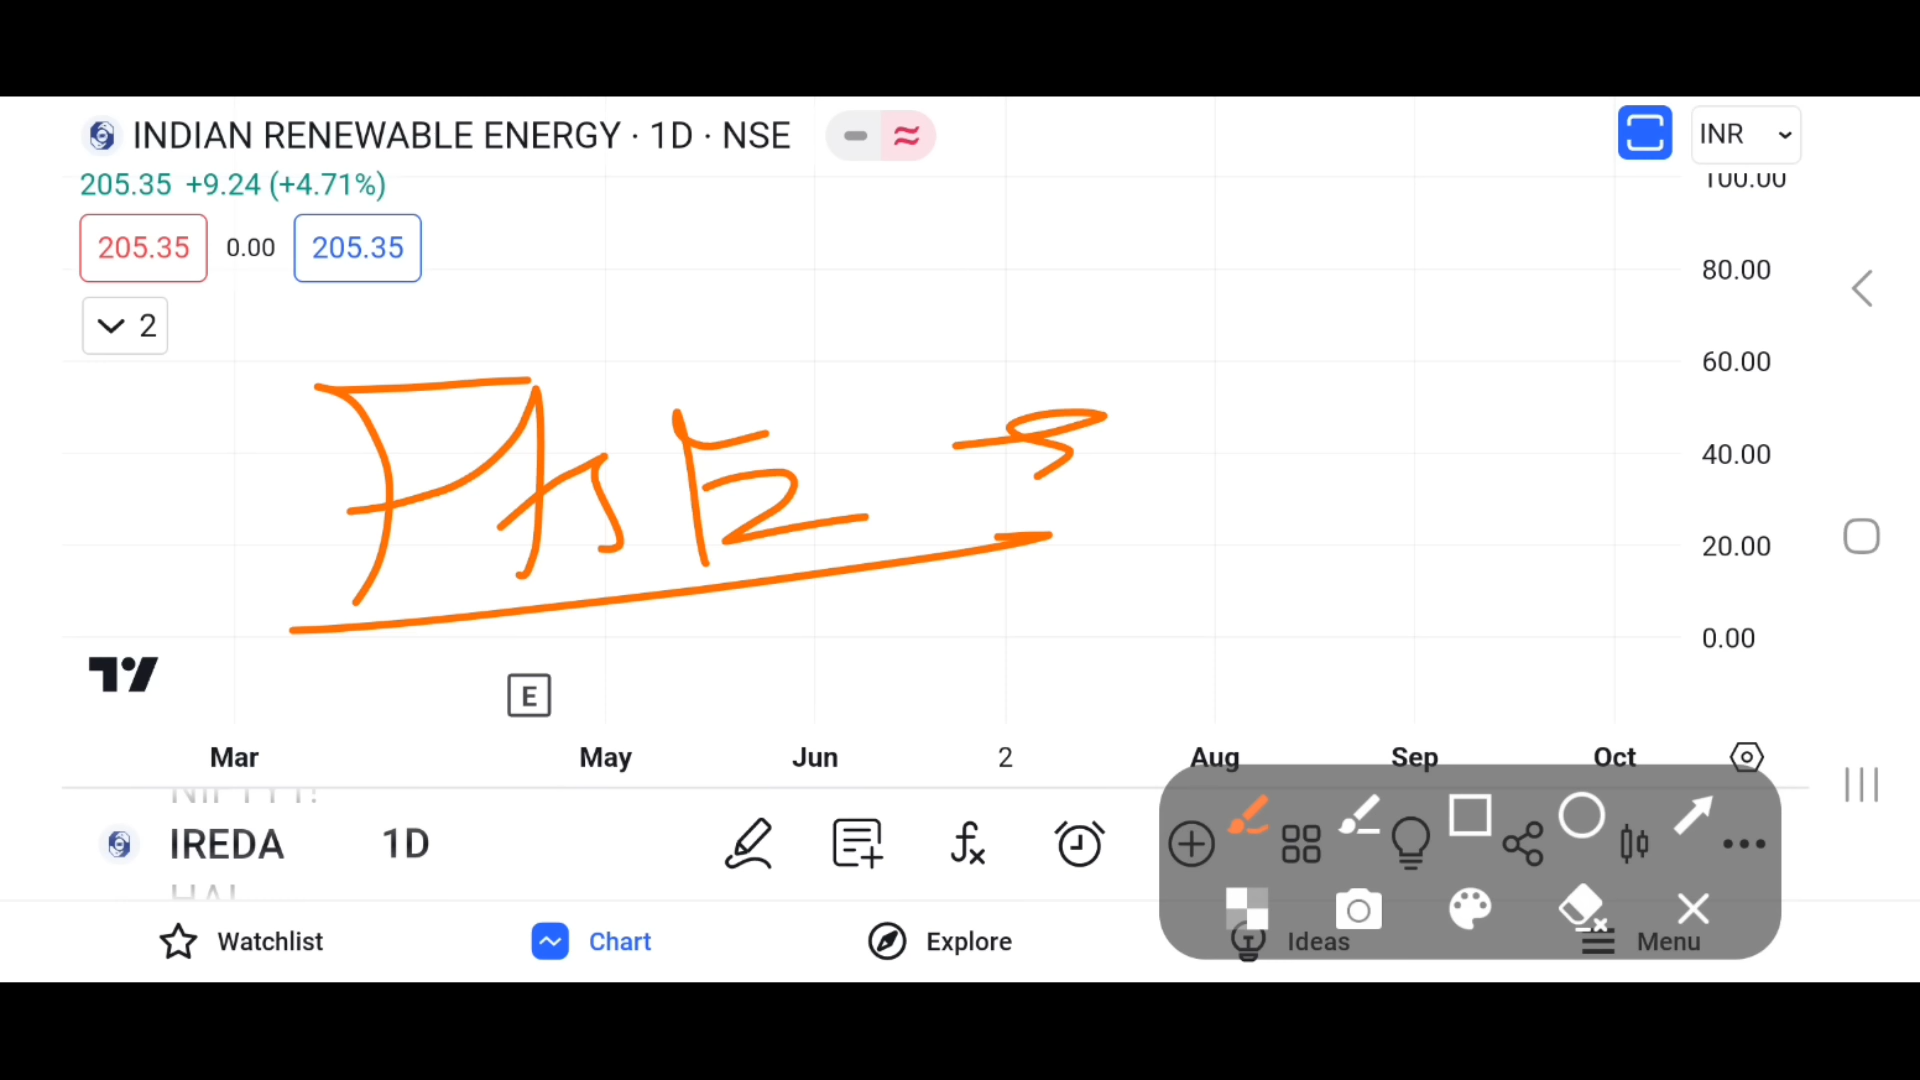 INDIAN RENEWABLE ENERGY · 1D · NSE
INR
205.35 +9.24 (+4.71%)
100.00
205.35 0.00 205.35
80.00
2
60.00
40.00
20.00
0.00
E
Mar May Jun 2 Aug Sep Oct
IREDA 1D
Watchlist Chart Explore Ideas Menu